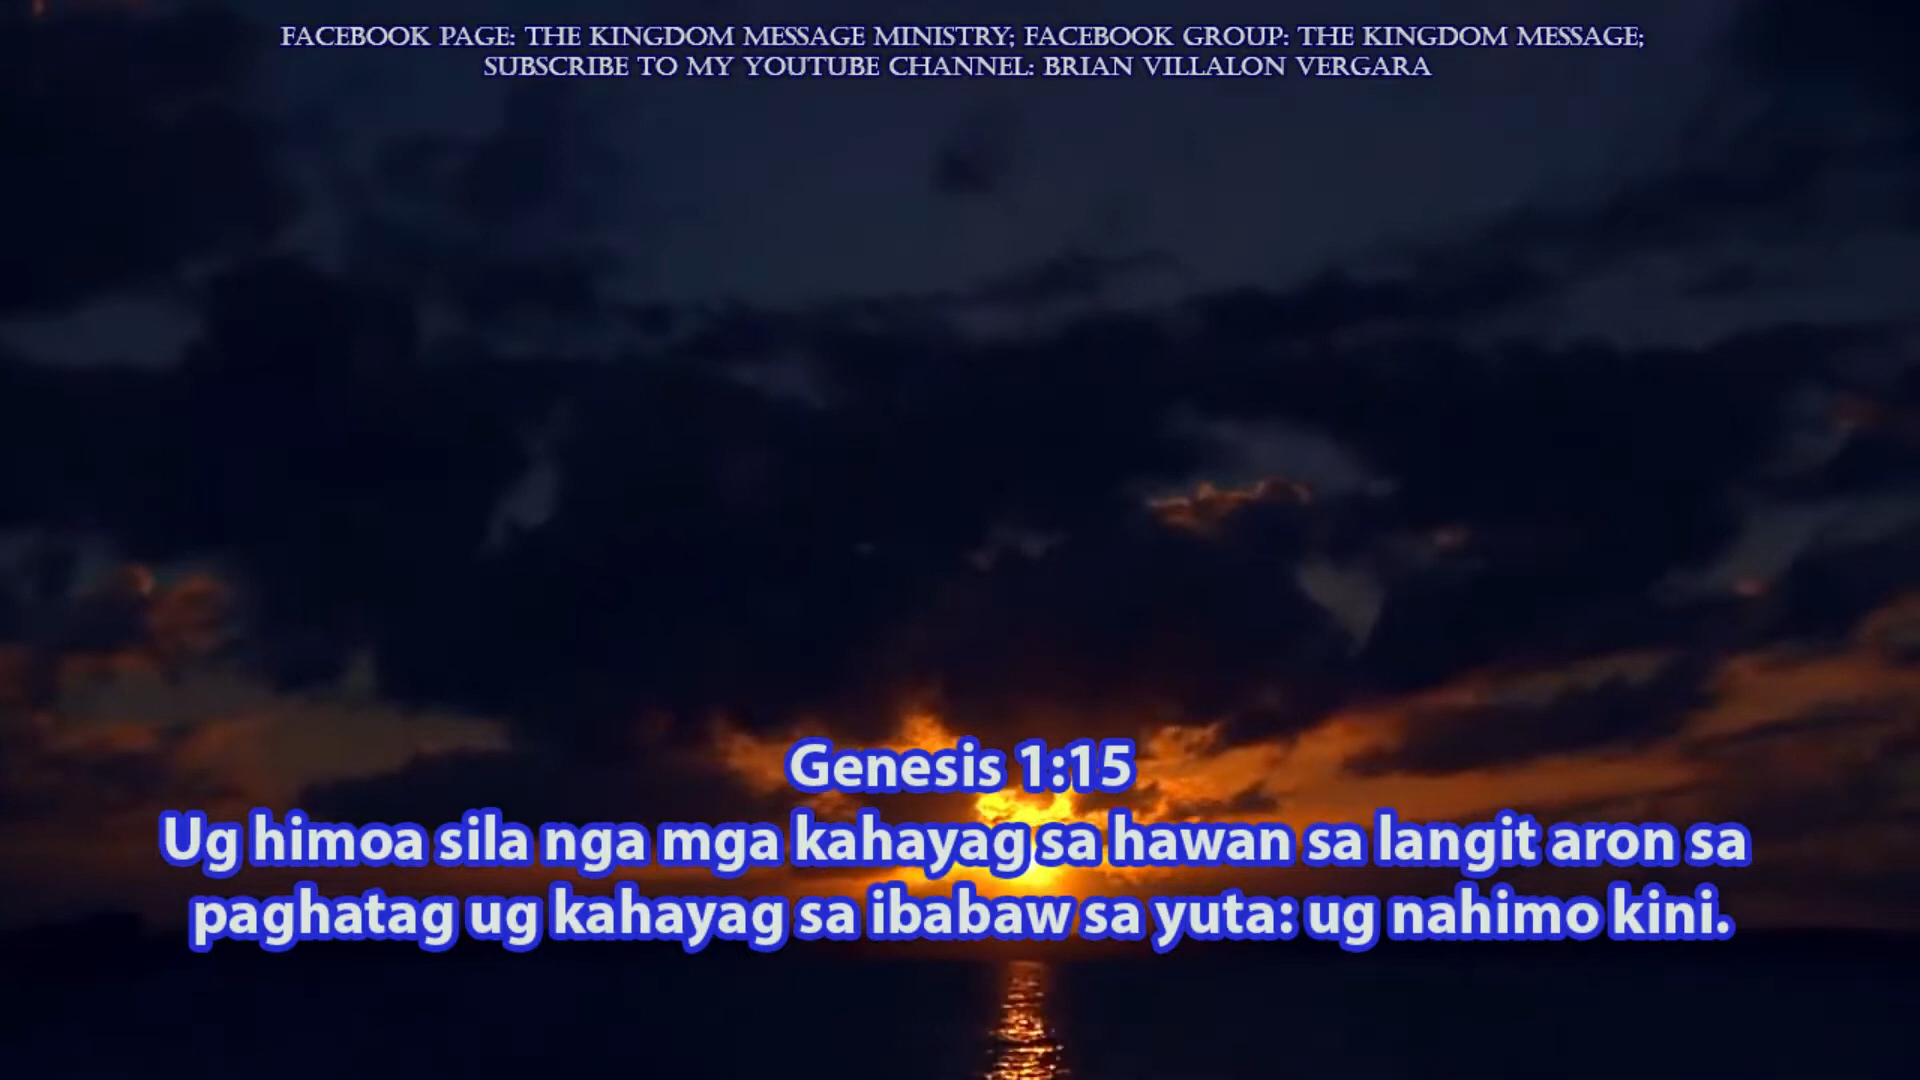 FACEBOOK PAGE: THE KINGDOM MESSAGE MINISTRY; FACEBOOK GROUP: THE KINGDOM MESSAGE;
SUBSCRIBE TO MY YOUTUBE CHANNEL: BRIAN VILLALON VERGARA
Genesis 1:15
Ug himoa sila nga mga kahayag sa hawan sa langit aron sa
paghatag ug kahayag sa ibabaw sa yuta: ug nahimo kini.